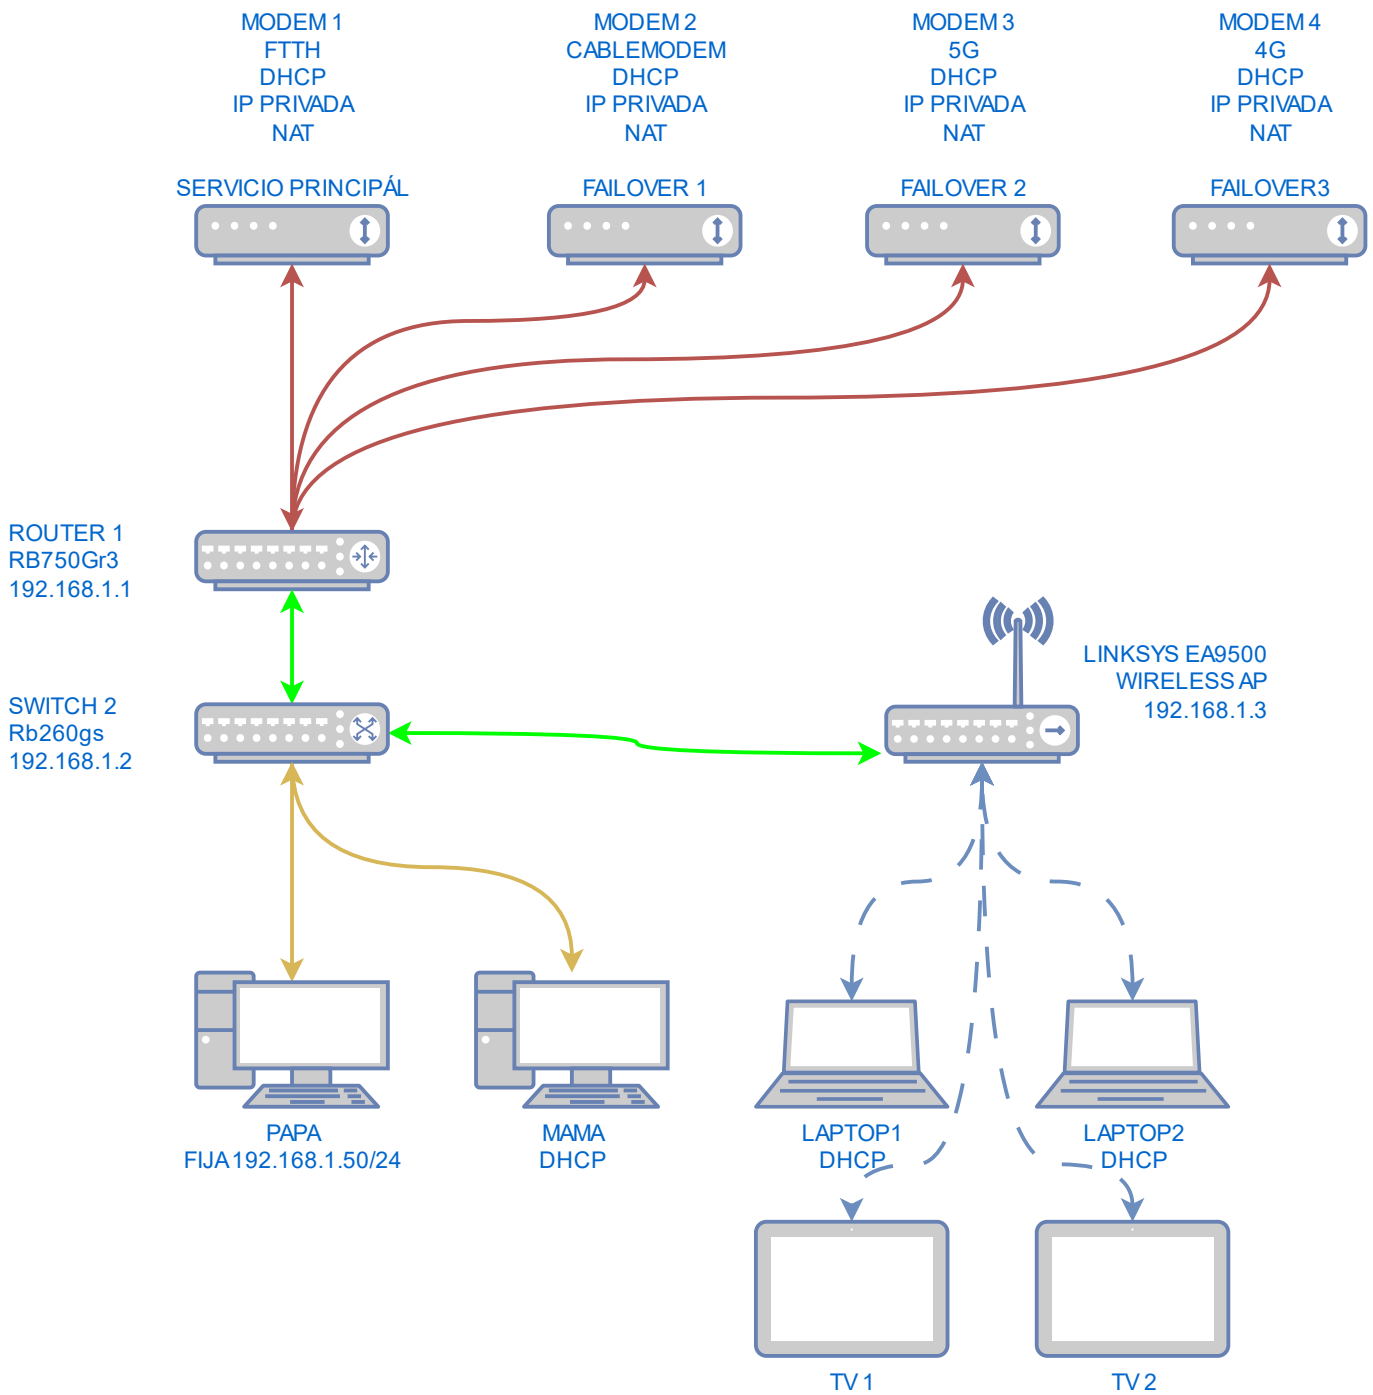 MODEM 1
FTTH
DHCP
IP PRIVADA
NAT
SERVICIO PRINCIPÁL
MODEM 2
CABLEMODEM
DHCP
IP PRIVADA
NAT
FAILOVER 1
MODEM 3
5G
DHCP
IP PRIVADA
NAT
FAILOVER 2
MODEM 4
4G
DHCP
IP PRIVADA
NAT
FAILOVER3
ROUTER 1
RB750Gr3
192.168.1.1
LINKSYS EA9500
WIRELESS AP
192.168.1.3
SWITCH 2
Rb260gs
192.168.1.2
PAPA
FIJA 192.168.1.50/24
MAMA
DHCP
LAPTOP1
DHCP
LAPTOP2
DHCP
TV 1
TV 2